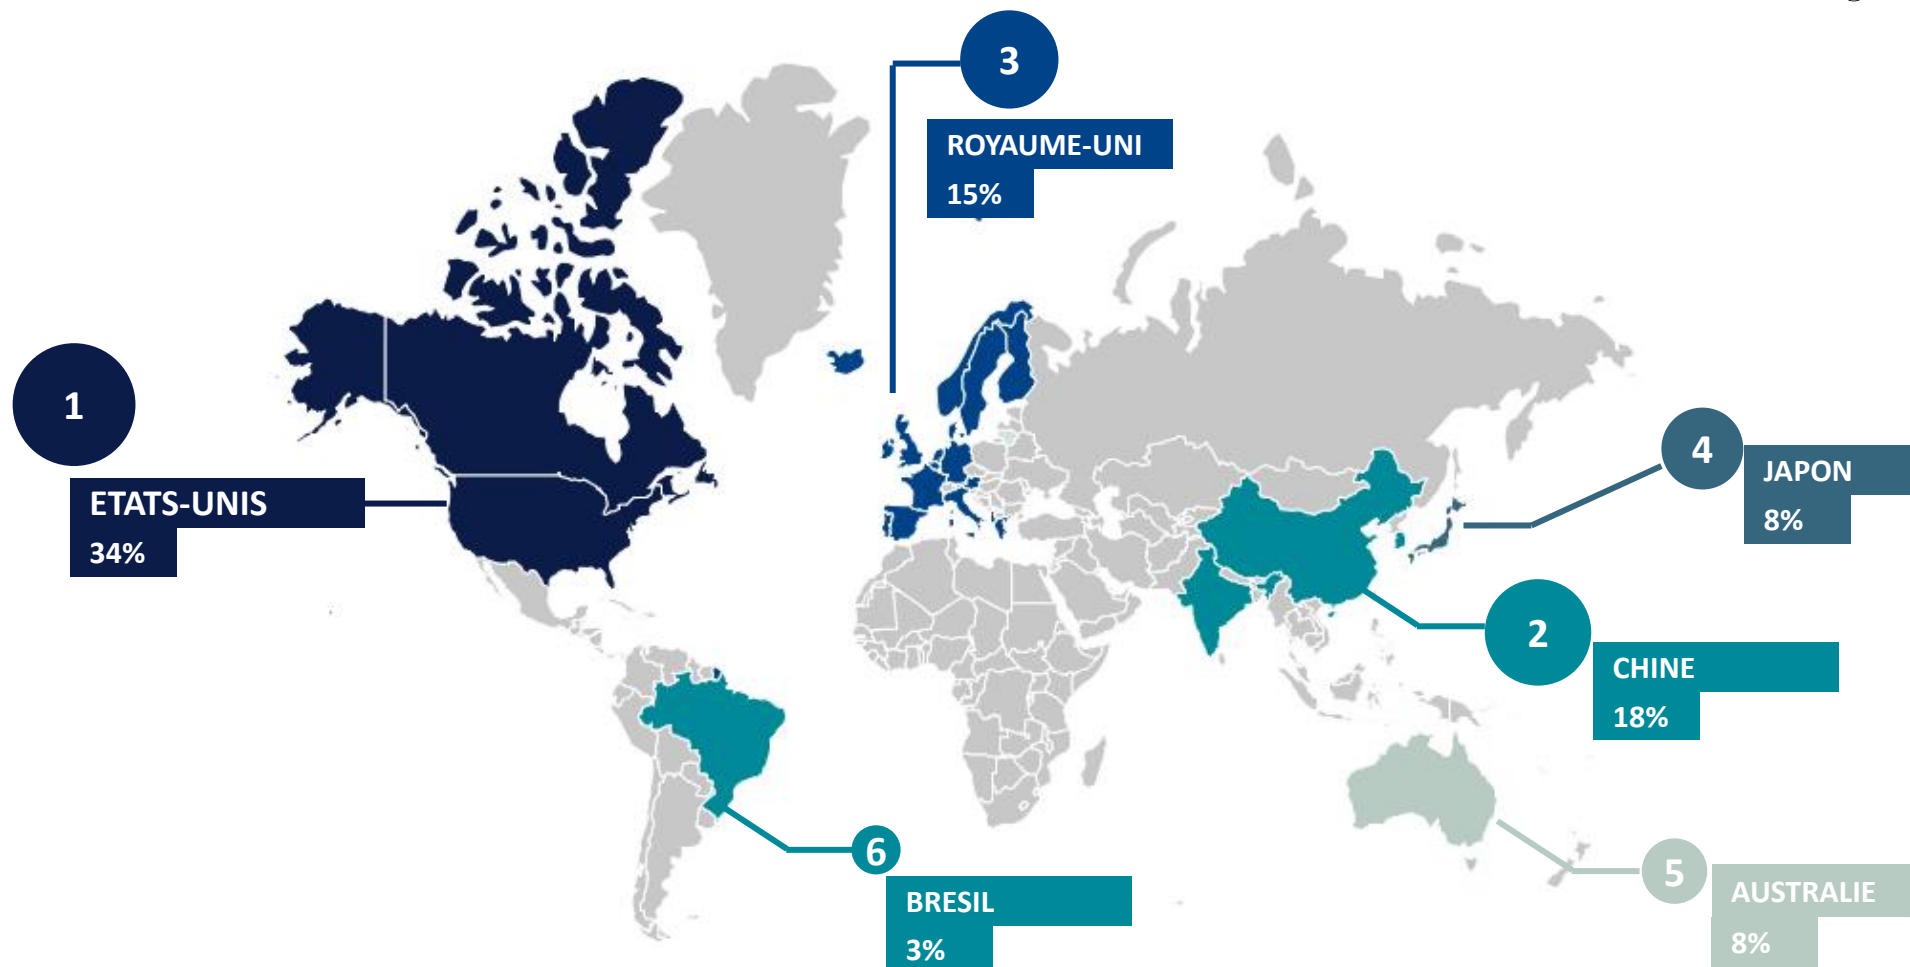 3
ROYAUME-UNI
15%
1
ETATS-UNIS
34%
4
JAPON
8%
2
CHINE
18%
6
BRESIL
3%
5
AUSTRALIE
8%